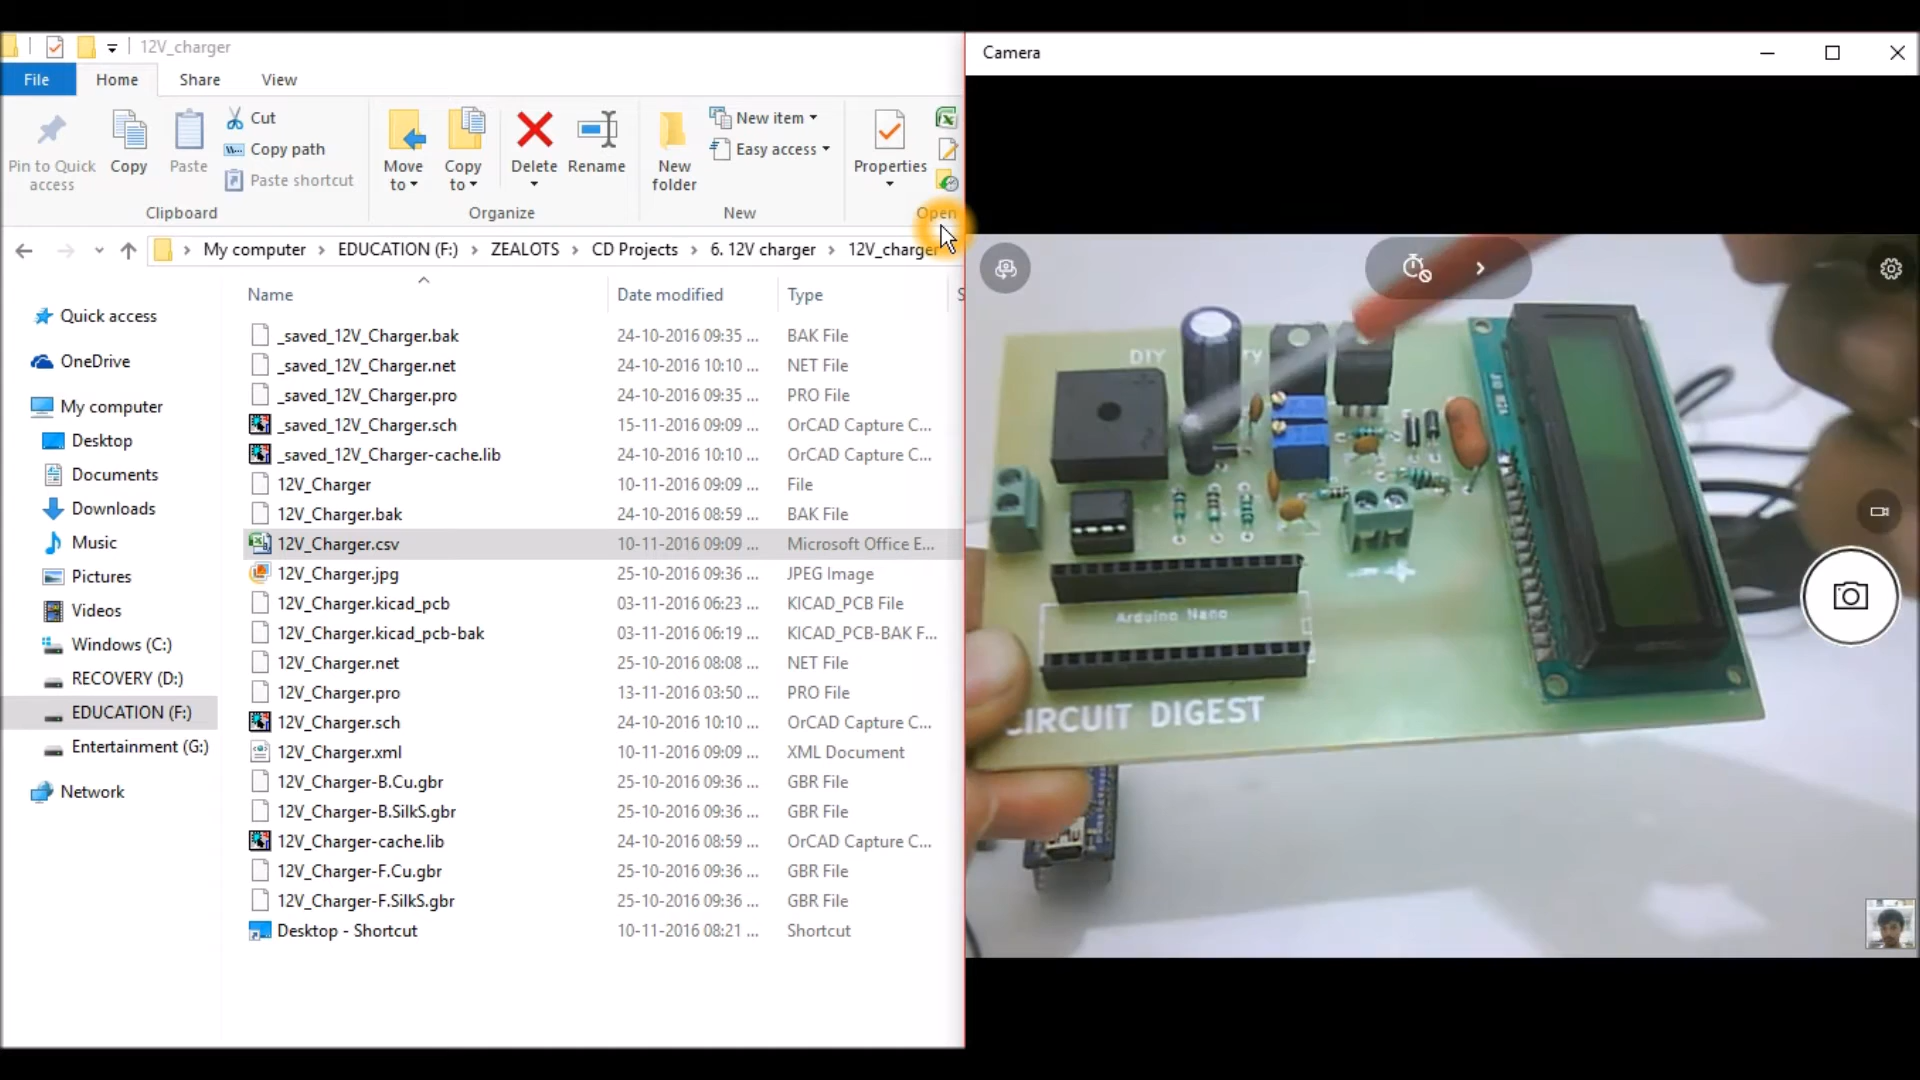 12V_charger
File Home Share View
Pin to Quick access
Copy
Paste
Cut
Copy path
Paste shortcut
Clipboard
Move to
Copy to
Delete
Rename
Organize
New folder
New item
Easy access
New
Properties
Open
My computer EDUCATION (F:) ZEALOTS CD Projects 6. 12V charger 12V_charger
Quick access
OneDrive
My computer
Desktop
Documents
Downloads
Music
Pictures
Videos
Windows (C:)
RECOVERY (D:)
EDUCATION (F:)
Entertainment (G:)
Network
Name Date modified Type
_saved_12V_Charger.bak 24-10-2016 09:35 ... BAK File
_saved_12V_Charger.net 24-10-2016 10:10 ... NET File
_saved_12V_Charger.pro 24-10-2016 09:35 ... PRO File
_saved_12V_Charger.sch 15-11-2016 09:09 ... OrCAD Capture C...
_saved_12V_Charger-cache.lib 24-10-2016 10:10 ... OrCAD Capture C...
12V_Charger 10-11-2016 09:09 ... File
12V_Charger.bak 24-10-2016 08:59 ... BAK File
12V_Charger.csv 10-11-2016 09:09 ... Microsoft Office E...
12V_Charger.jpg 25-10-2016 09:36 ... JPEG Image
12V_Charger.kicad_pcb 03-11-2016 06:23 ... KICAD_PCB File
12V_Charger.kicad_pcb-bak 03-11-2016 06:19 ... KICAD_PCB-BAK F...
12V_Charger.net 25-10-2016 08:08 ... NET File
12V_Charger.pro 13-11-2016 03:50 ... PRO File
12V_Charger.sch 24-10-2016 10:10 ... OrCAD Capture C...
12V_Charger.xml 10-11-2016 09:09 ... XML Document
12V_Charger-B.Cu.gbr 25-10-2016 09:36 ... GBR File
12V_Charger-B.SilkS.gbr 25-10-2016 09:36 ... GBR File
12V_Charger-cache.lib 24-10-2016 08:59 ... OrCAD Capture C...
12V_Charger-F.Cu.gbr 25-10-2016 09:36 ... GBR File
12V_Charger-F.SilkS.gbr 25-10-2016 09:36 ... GBR File
Desktop - Shortcut 10-11-2016 08:21 ... Shortcut
Camera
DIY
- +
Arduino Nano
CIRCUIT DIGEST